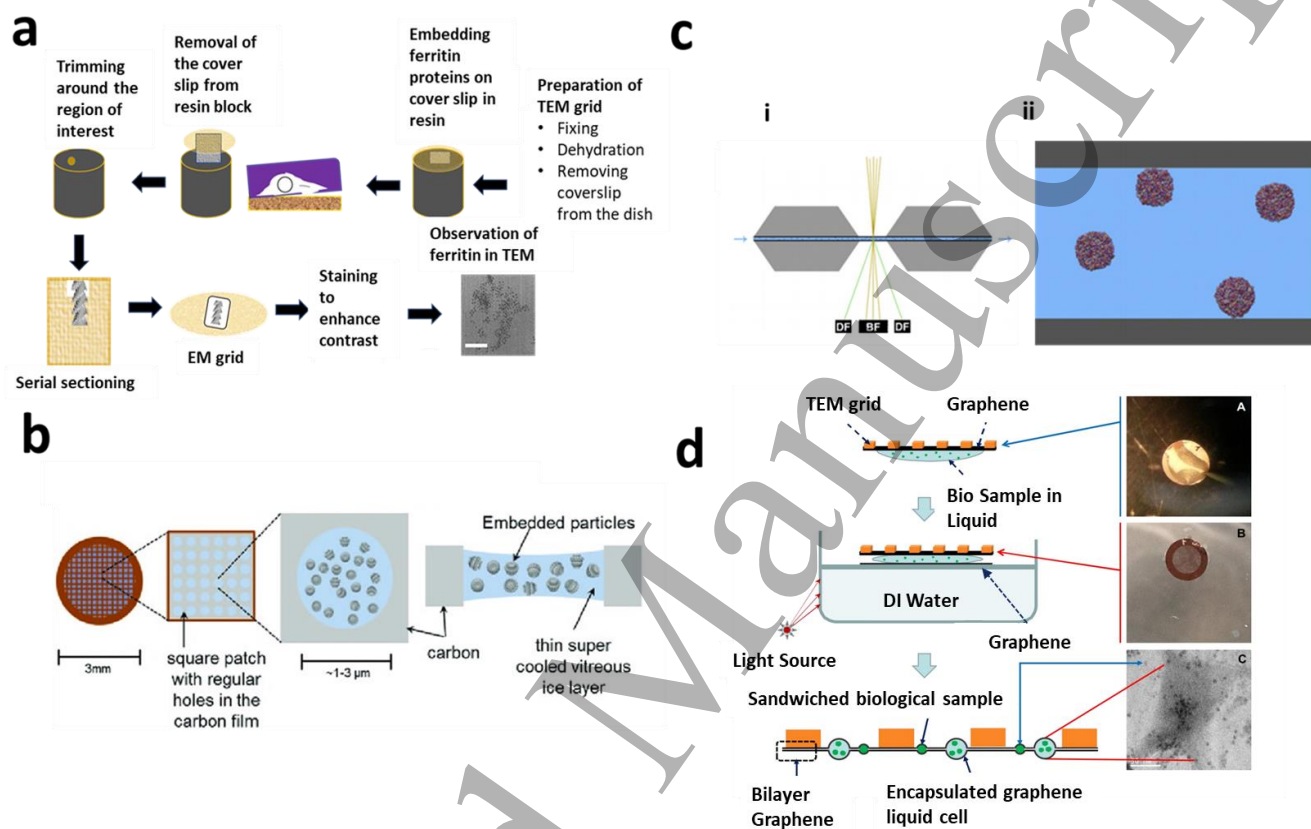 a
Removal of
the cover
slip from
resin block
Embedding
ferritin
proteins on
cover slip in
resin
Trimming
around the
region of
interest
Preparation of
TEM grid
• Fixing
• Dehydration
• Removing
coverslip
from the dish
Observation of
ferritin in TEM
Staining
to
enhance
contrast
EM grid
Serial sectioning
b
Embedded particles
3mm
square patch
with regular
holes in the
carbon film
~1-3 µm
carbon
thin super
cooled vitreous
ice layer
c
i
ii
DF
BF
DF
d
TEM grid
Graphene
Bio Sample in
Liquid
DI Water
Graphene
Light Source
Sandwiched biological sample
Bilayer
Graphene
Encapsulated graphene
liquid cell
A
B
C
d Manuscrip